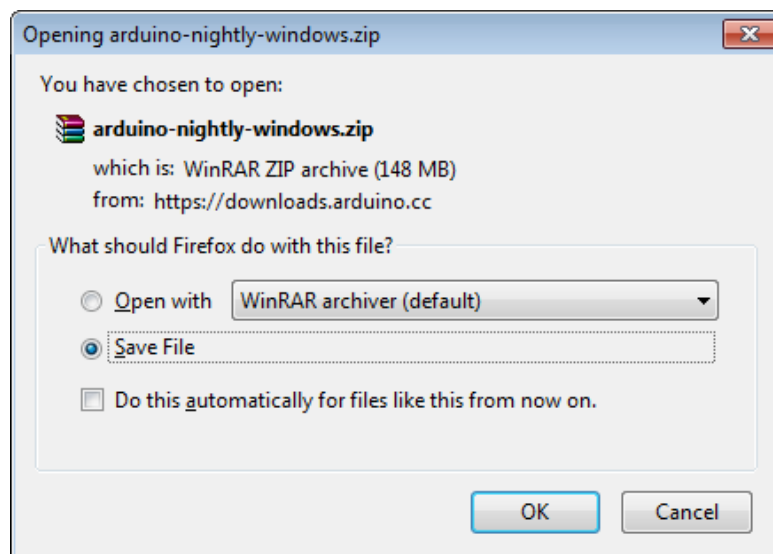 Opening arduino-nightly-windows.zip
You have chosen to open:
arduino-nightly-windows.zip
which is: WinRAR ZIP archive (148 MB)
from: https://downloads.arduino.cc
What should Firefox do with this file?
Open with WinRAR archiver (default)
Save File
Do this automatically for files like this from now on.
OK Cancel